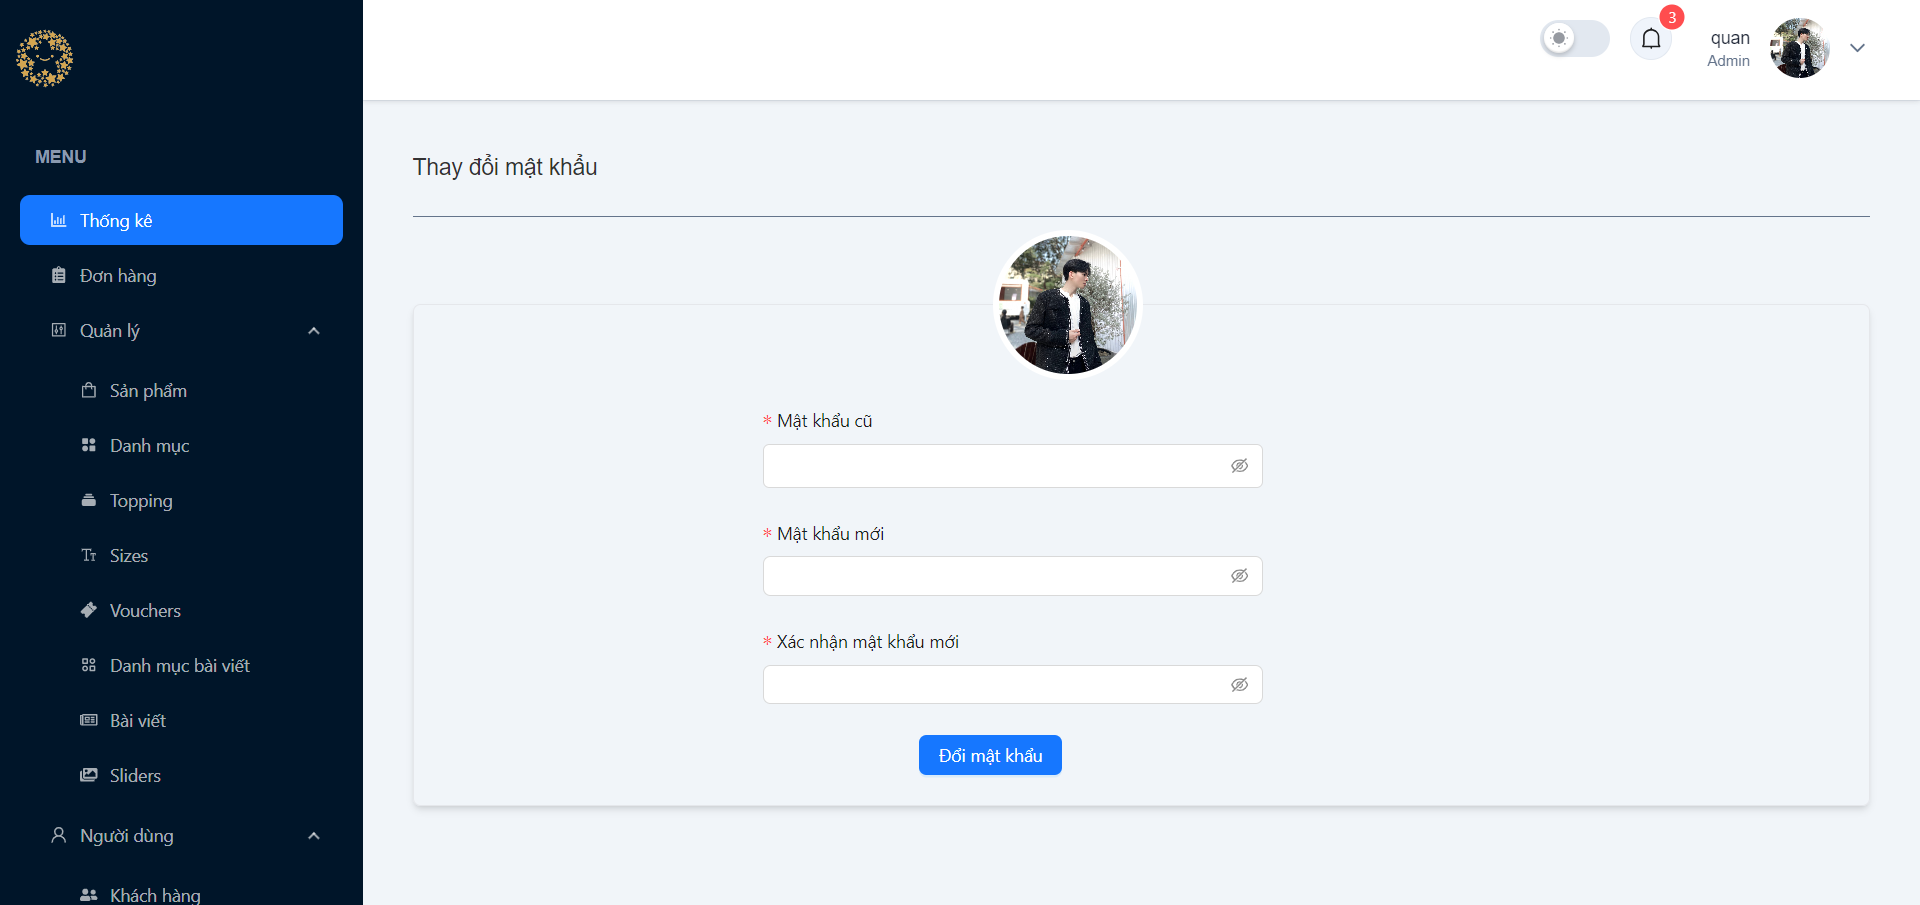 3
quan
Admin
MENU
Thống kê
Đơn hàng
Quản lý
Sản phẩm
Danh mục
Topping
Sizes
Vouchers
Danh mục bài viết
Bài viết
Sliders
Người dùng
Khách hàng
Thay đổi mật khẩu
* Mật khẩu cũ
* Mật khẩu mới
* Xác nhận mật khẩu mới
Đổi mật khẩu